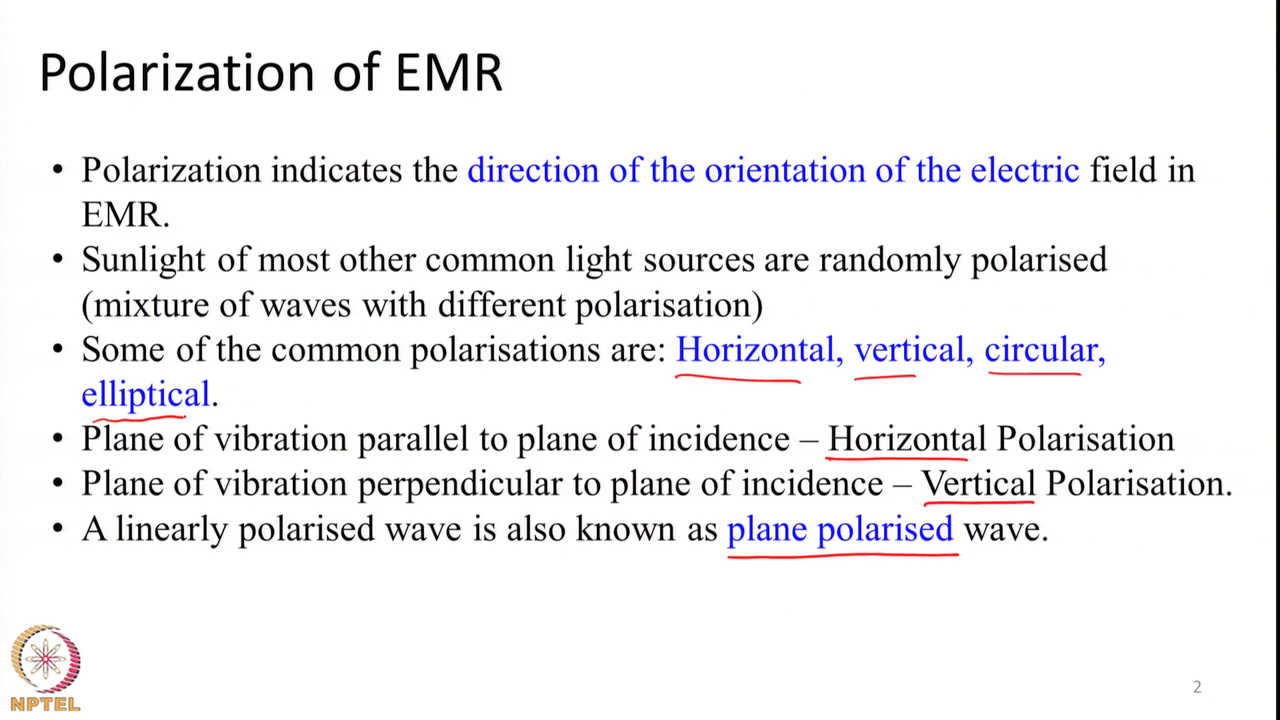 Polarization of EMR
• Polarization indicates the direction of the orientation of the electric field in
EMR.
• Sunlight of most other common light sources are randomly polarised
(mixture of waves with different polarisation)
• Some of the common polarisations are: Horizontal, vertical, circular,
elliptical.
• Plane of vibration parallel to plane of incidence – Horizontal Polarisation
• Plane of vibration perpendicular to plane of incidence – Vertical Polarisation.
• A linearly polarised wave is also known as plane polarised wave.
NPTEL
2